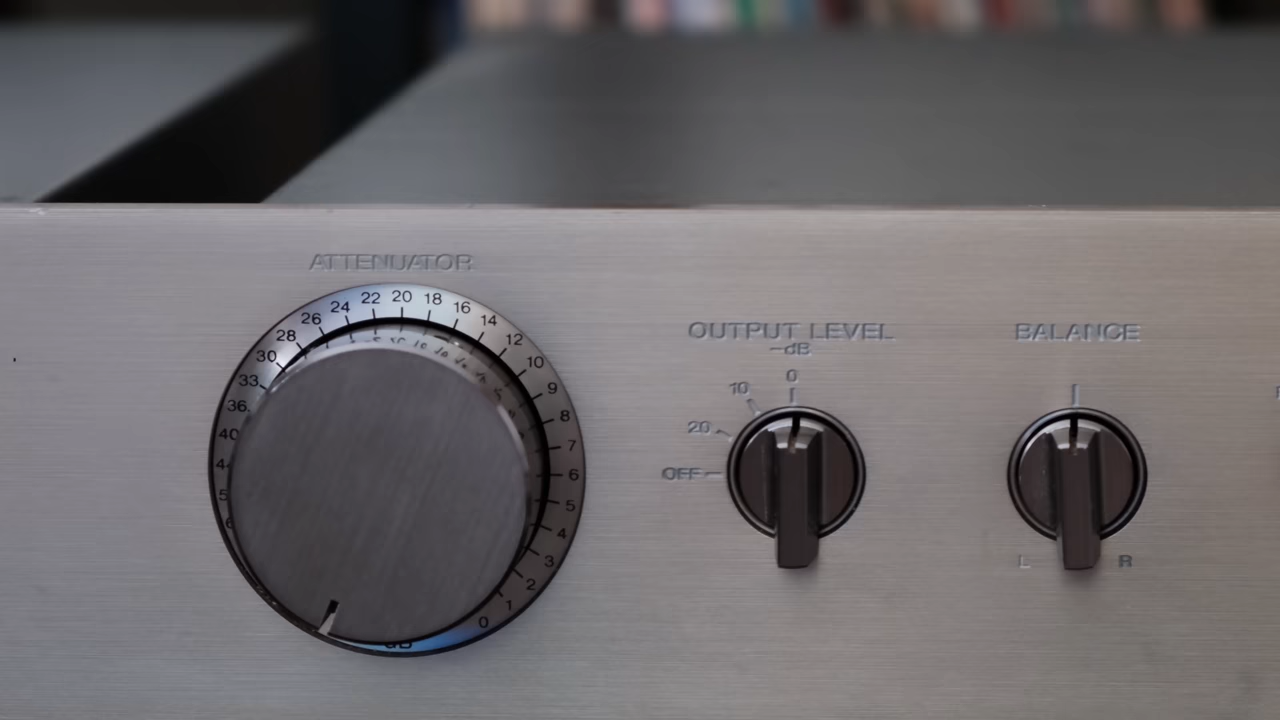 ATTENUATOR
22 20 18
24 16
26 14
28 12
30 10
33 9
36 8
40 7
6
5
4
3
2
1
0
dB
OUTPUT LEVEL
-dB
0
10
20
OFF
BALANCE
L R